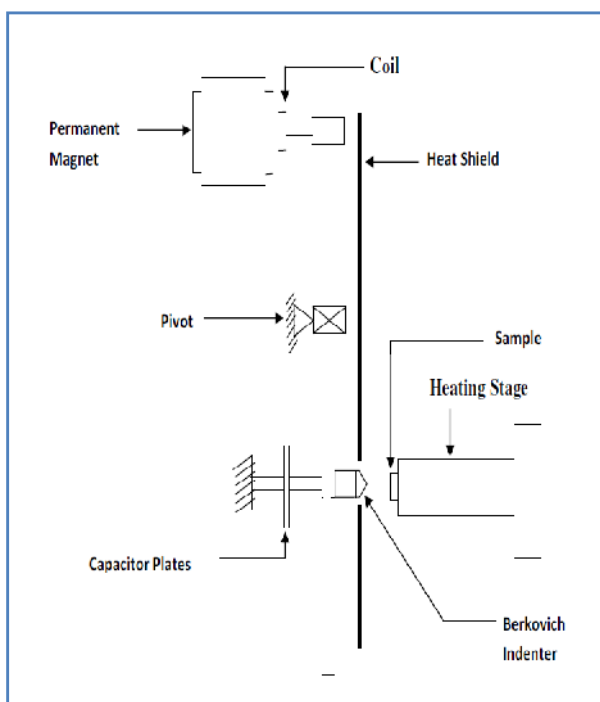 Coil
Permanent
Magnet
Heat Shield
Pivot
Sample
Heating Stage
Capacitor Plates
Berkovich
Indenter